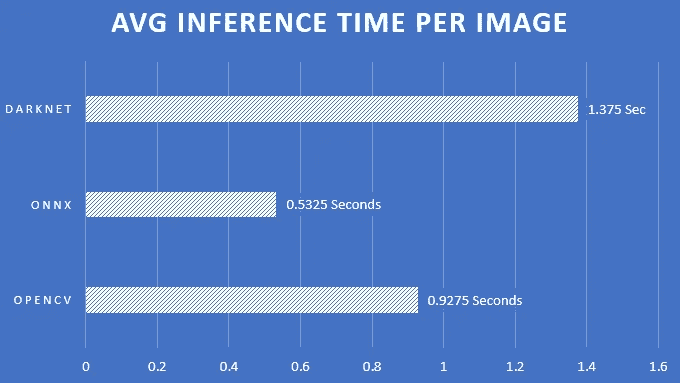 AVG INFERENCE TIME PER IMAGE
DARKNET
1.375 Sec
ONNX
0.5325 Seconds
OPENCV
0.9275 Seconds
0 0.2 0.4 0.6 0.8 1 1.2 1.4 1.6